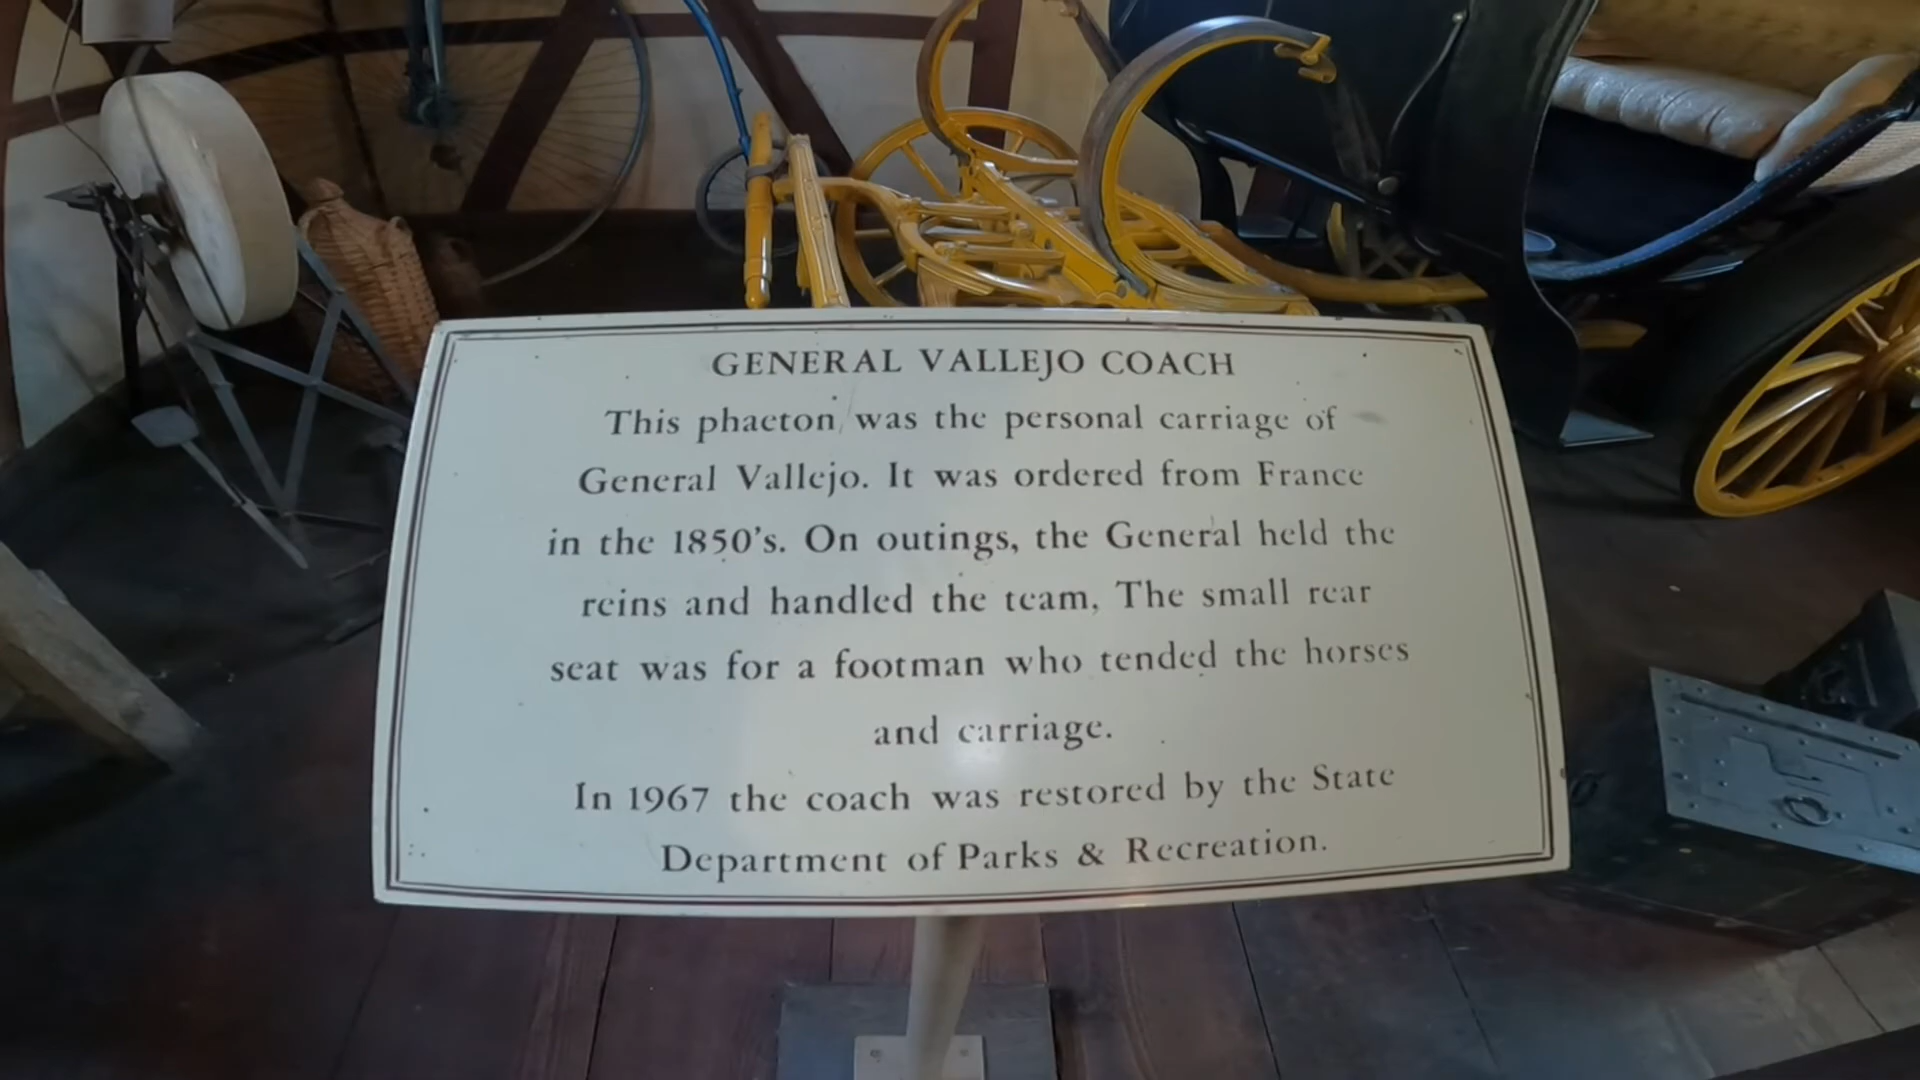 GENERAL VALLEJO COACH
This phaeton was the personal carriage of
General Vallejo. It was ordered from France
in the 1850's. On outings, the General held the
reins and handled the team, The small rear
seat was for a footman who tended the horses
and carriage.
In 1967 the coach was restored by the State
Department of Parks & Recreation.